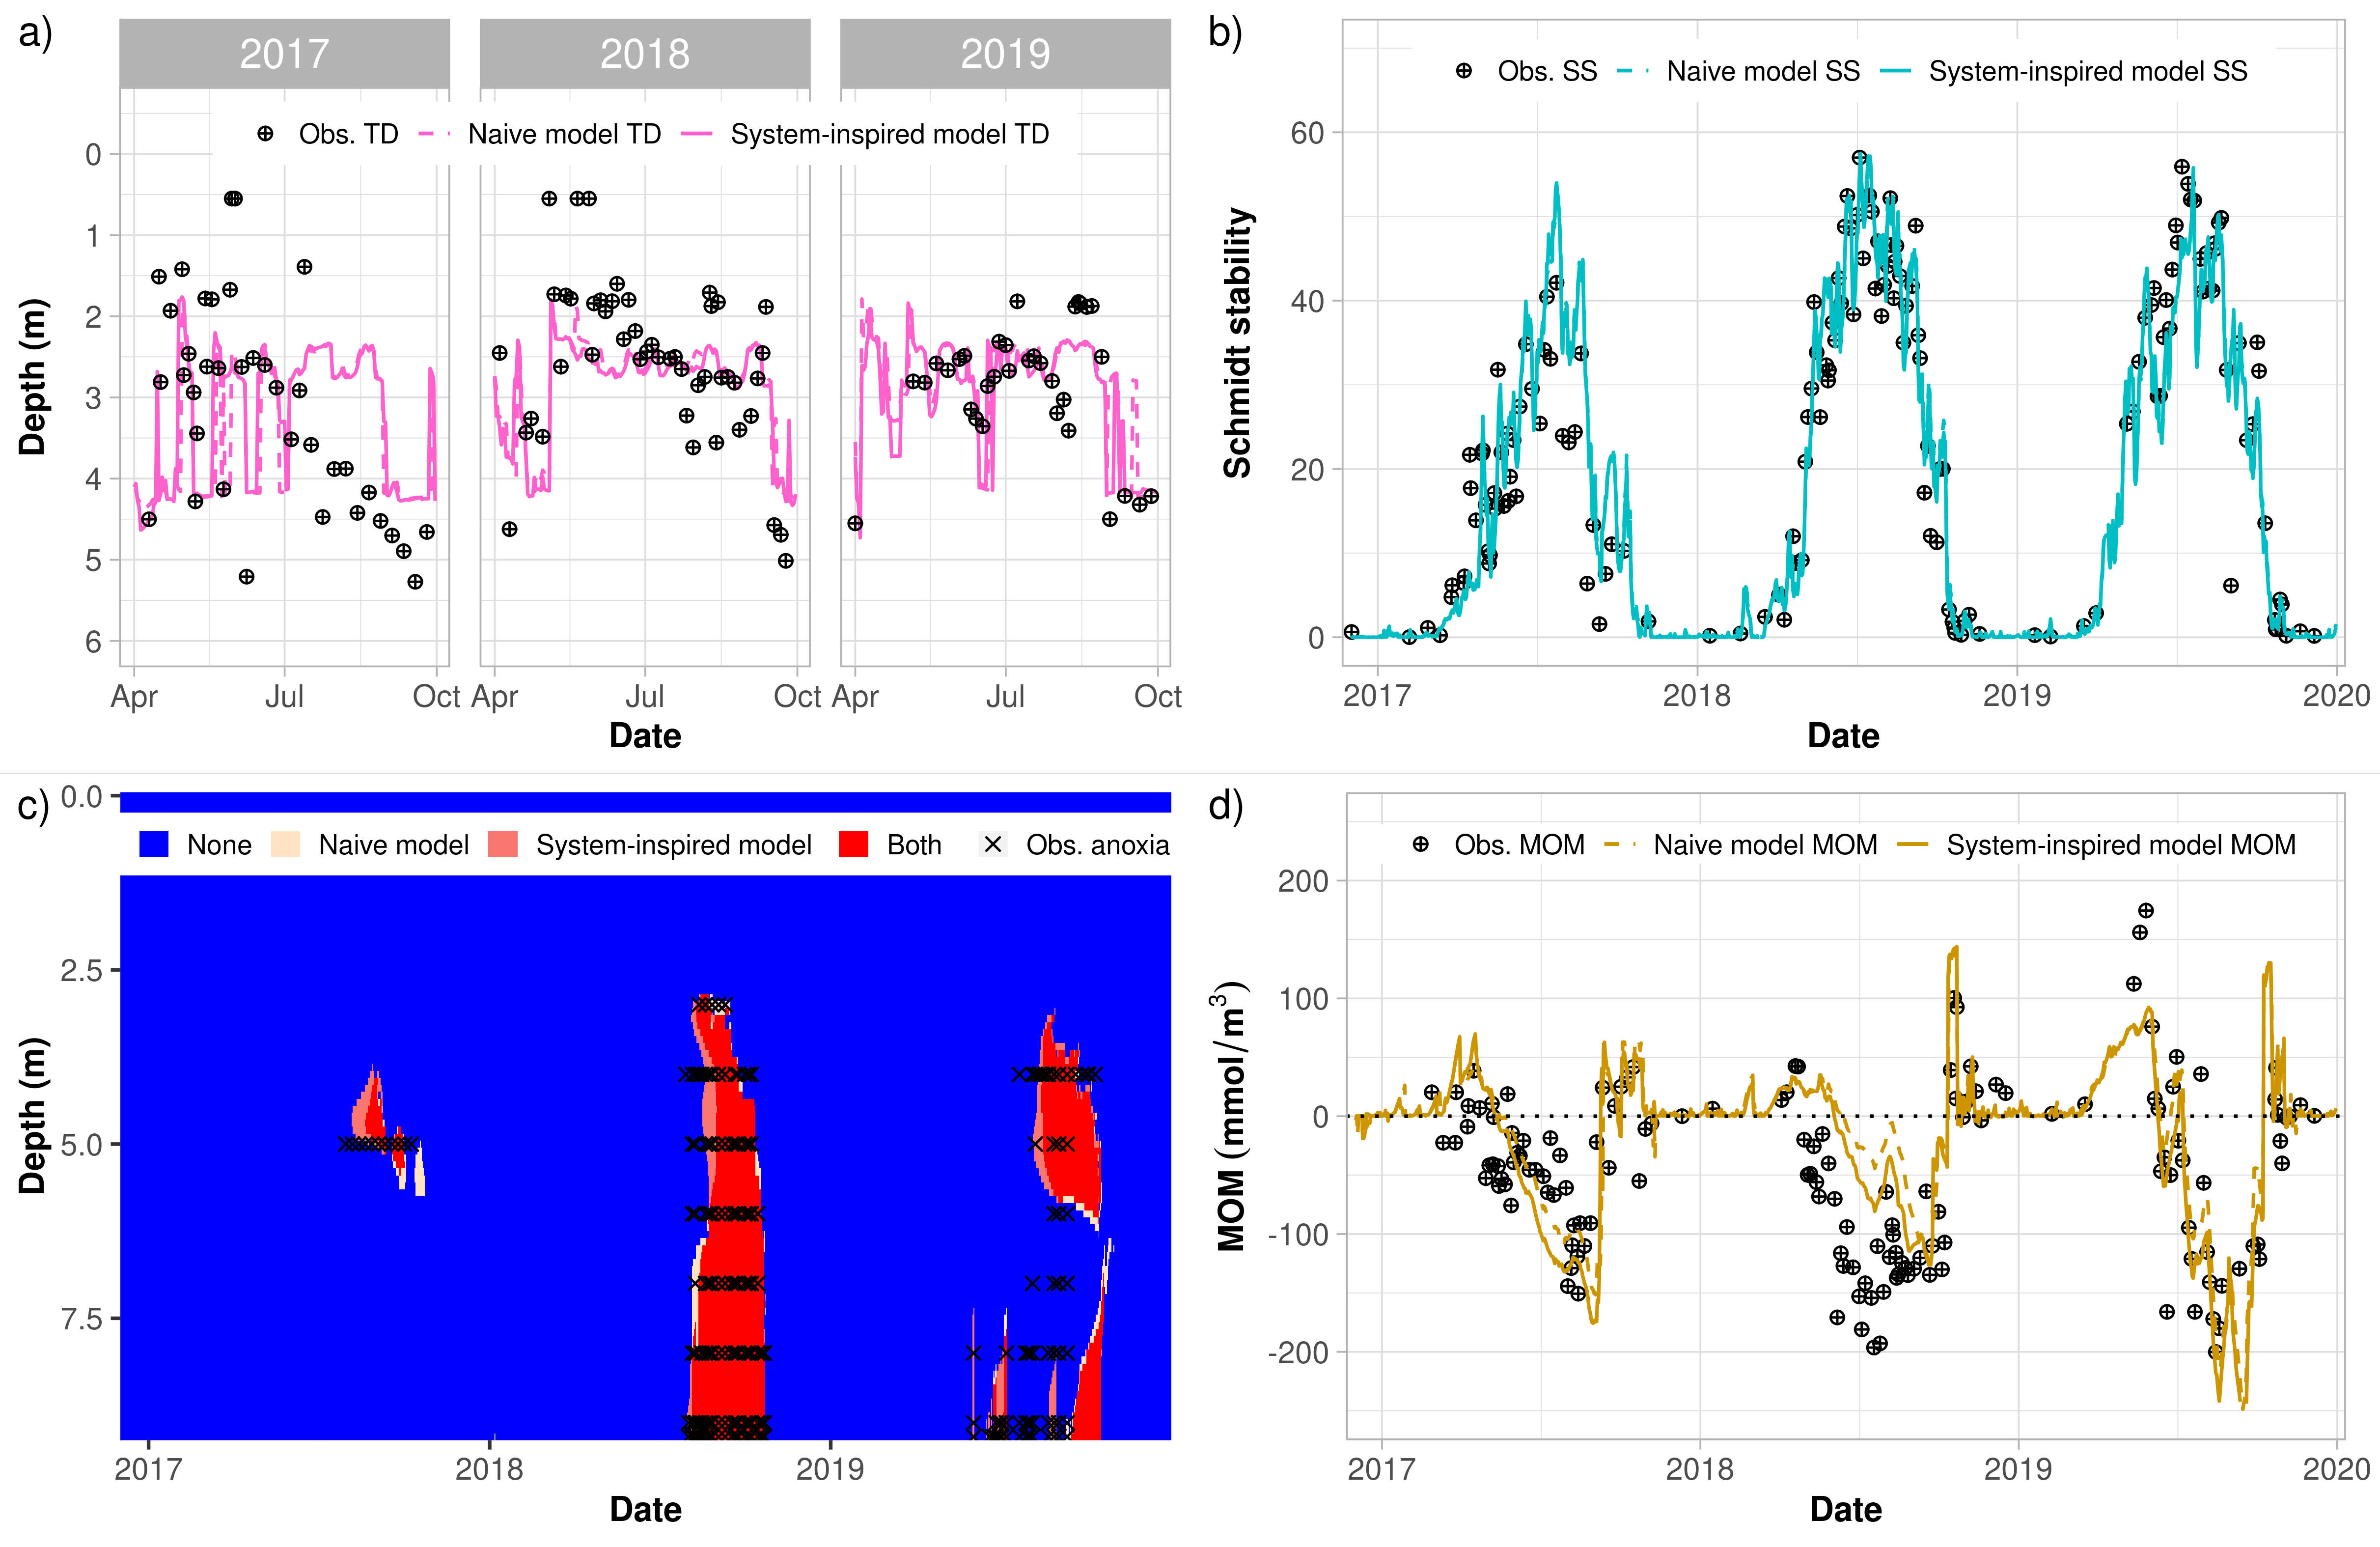 a)
2017 2018 2019
Obs. TD Naive model TD System-inspired model TD
0
1
2
3
4
5
6
Depth (m)
Apr Jul Oct Apr Jul Oct Apr Jul Oct
Date
b)
Obs. SS Naive model SS System-inspired model SS
60
40
20
0
Schmidt stability
2017 2018 2019 2020
Date
c)
0.0
None Naive model System-inspired model Both Obs. anoxia
2.5
5.0
7.5
Depth (m)
2017 2018 2019
Date
d)
Obs. MOM Naive model MOM System-inspired model MOM
200
100
0
-100
-200
MOM (mmol/m³)
2017 2018 2019 2020
Date